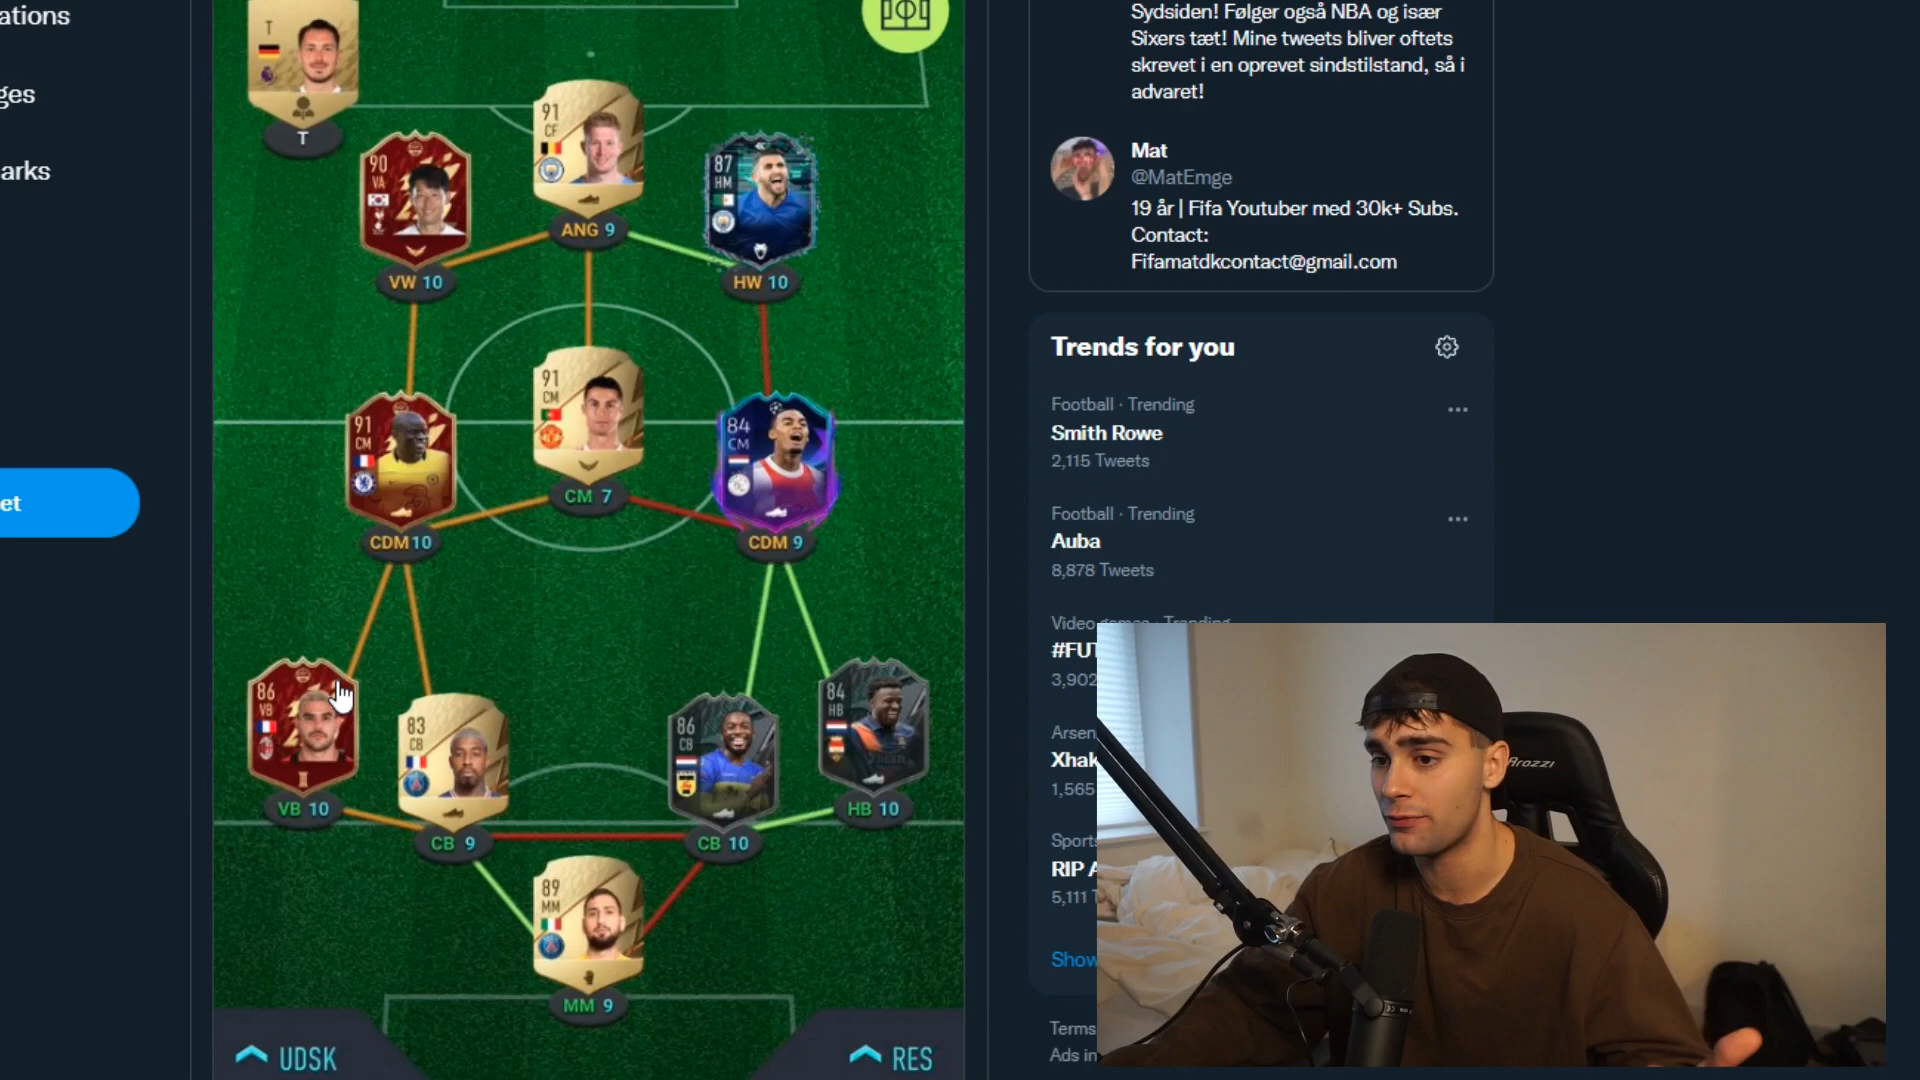 ations
ges
arks
et
T
T
91
CF
90
VA
87
HM
ANG 9
VW 10
HW 10
91
CM
91
CM
84
CM
CM 7
CDM 10
CDM 9
86
VB
83
CB
86
CB
84
HB
VB 10
HB 10
CB 9
CB 10
89
MM
MM 9
UDSK
RES
Sydsiden! Følger også NBA og især
Sixers tæt! Mine tweets bliver oftets
skrevet i en oprevet sindstilstand, så i
advaret!
Mat
@MatEmge
19 år | Fifa Youtuber med 30k+ Subs.
Contact:
Fifamatdkcontact@gmail.com
Trends for you
Football · Trending
Smith Rowe
2,115 Tweets
Football · Trending
Auba
8,878 Tweets
Video games · Trending
#FUT
3,902
Arsen
Xhak
1,565
Sports
RIP A
5,111 T
Show
Terms
Ads in
Arozzi